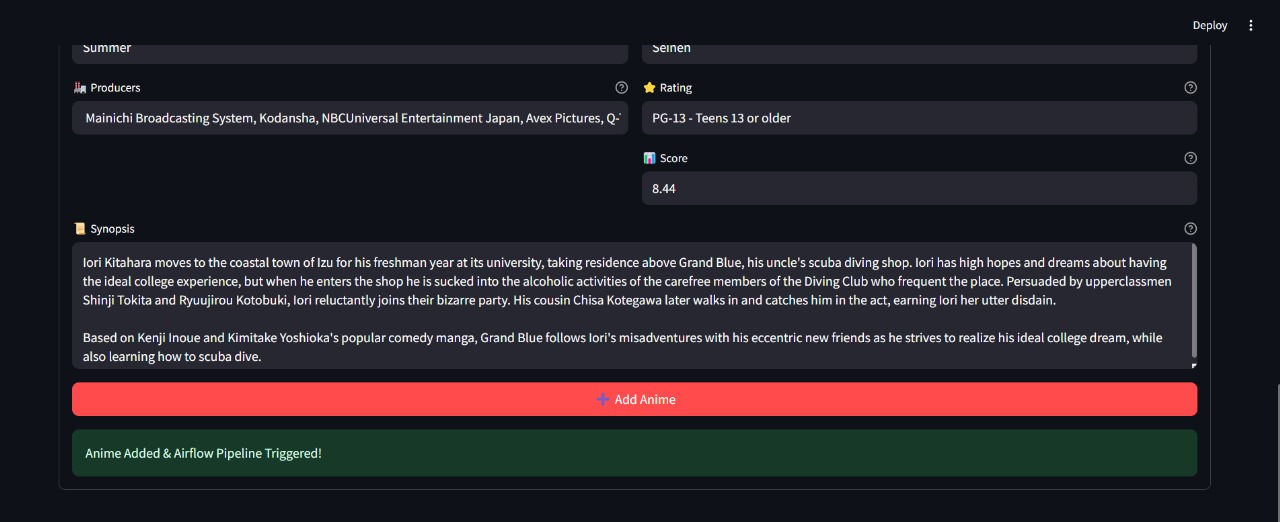 Deploy
Summer
Seinen
Producers
Rating
Mainichi Broadcasting System, Kodansha, NBCUniversal Entertainment Japan, Avex Pictures, Q-
PG-13 - Teens 13 or older
Score
8.44
Synopsis
Iori Kitahara moves to the coastal town of Izu for his freshman year at its university, taking residence above Grand Blue, his uncle's scuba diving shop. Iori has high hopes and dreams about having
the ideal college experience, but when he enters the shop he is sucked into the alcoholic activities of the carefree members of the Diving Club who frequent the place. Persuaded by upperclassmen
Shinji Tokita and Ryuujirou Kotobuki, Iori reluctantly joins their bizarre party. His cousin Chisa Kotegawa later walks in and catches him in the act, earning Iori her utter disdain.
Based on Kenji Inoue and Kimitake Yoshioka's popular comedy manga, Grand Blue follows Iori's misadventures with his eccentric new friends as he strives to realize his ideal college dream, while
also learning how to scuba dive.
Add Anime
Anime Added & Airflow Pipeline Triggered!